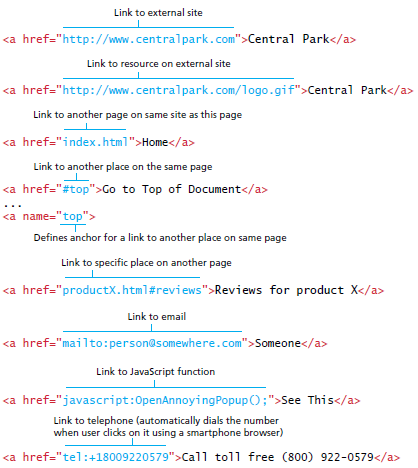 Link to external site
<a href="http://www.centralpark.com">Central Park</a>
Link to resource on external site
<a href="http://www.centralpark.com/logo.gif">Central Park</a>
Link to another page on same site as this page
<a href="index.html">Home</a>
Link to another place on the same page
<a href="#top">Go to Top of Document</a>
...
<a name="top">
Defines anchor for a link to another place on same page
Link to specific place on another page
<a href="productX.html#reviews">Reviews for product X</a>
Link to email
<a href="mailto:person@somewhere.com">Someone</a>
Link to JavaScript function
<a href="javascript:OpenAnnoyingPopup();">See This</a>
Link to telephone (automatically dials the number
when user clicks on it using a smartphone browser)
<a href="tel:+18009220579">Call toll free (800) 922-0579</a>